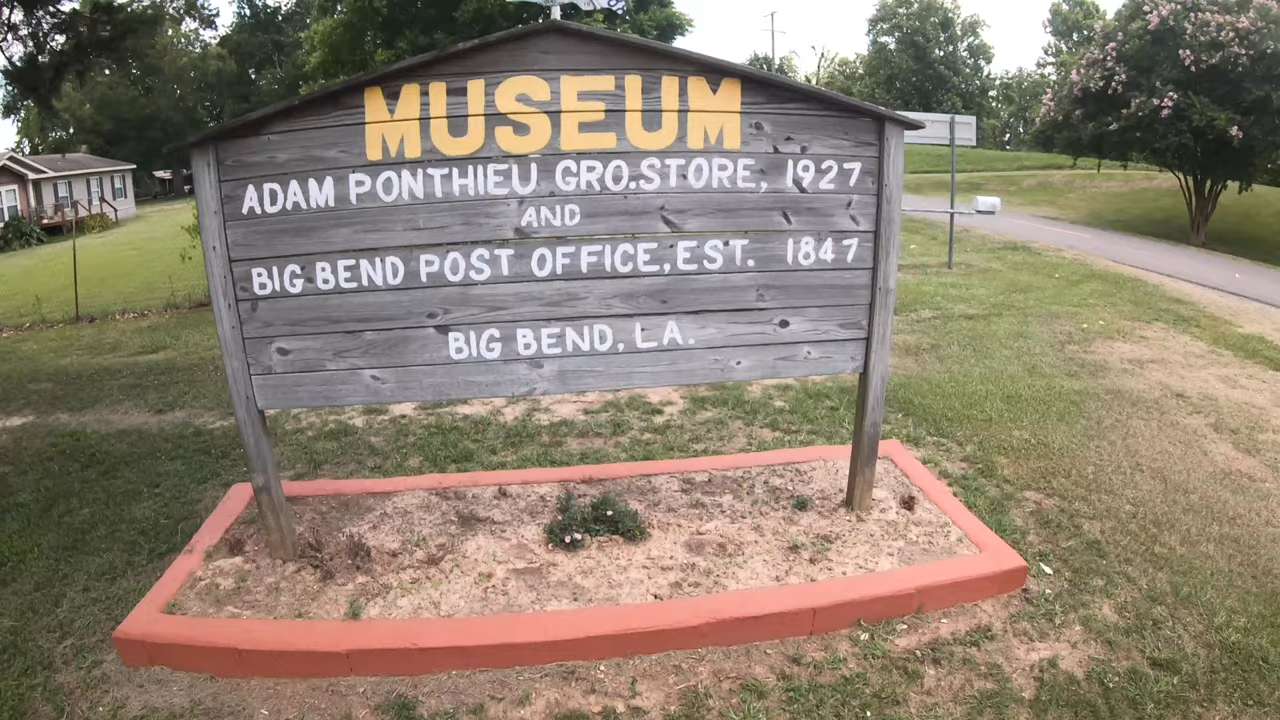 MUSEUM
ADAM PONTHIEU GRO.STORE, 1927
AND
BIG BEND POST OFFICE, EST. 1847
BIG BEND, LA.